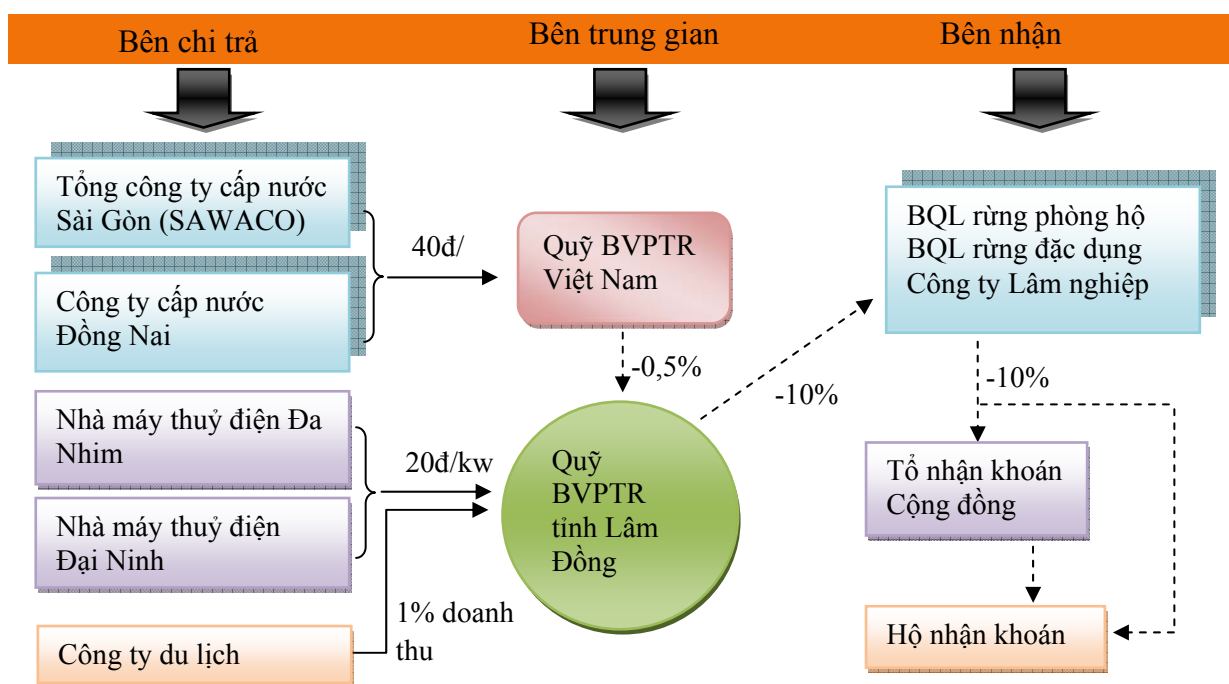 Bên chi trả
Bên trung gian
Bên nhận
Tổng công ty cấp nước
Sài Gòn (SAWACO)
Công ty cấp nước
Đồng Nai
40đ/
Quỹ BVPTR
Việt Nam
-0,5%
BQL rừng phòng hộ
BQL rừng đặc dụng
Công ty Lâm nghiệp
-10%
-10%
Nhà máy thuỷ điện Đa
Nhim
Nhà máy thuỷ điện
Đại Ninh
20đ/kw
Quỹ
BVPTR
tỉnh Lâm
Đồng
Tổ nhận khoán
Cộng đồng
Công ty du lịch
1% doanh
thu
Hộ nhận khoán